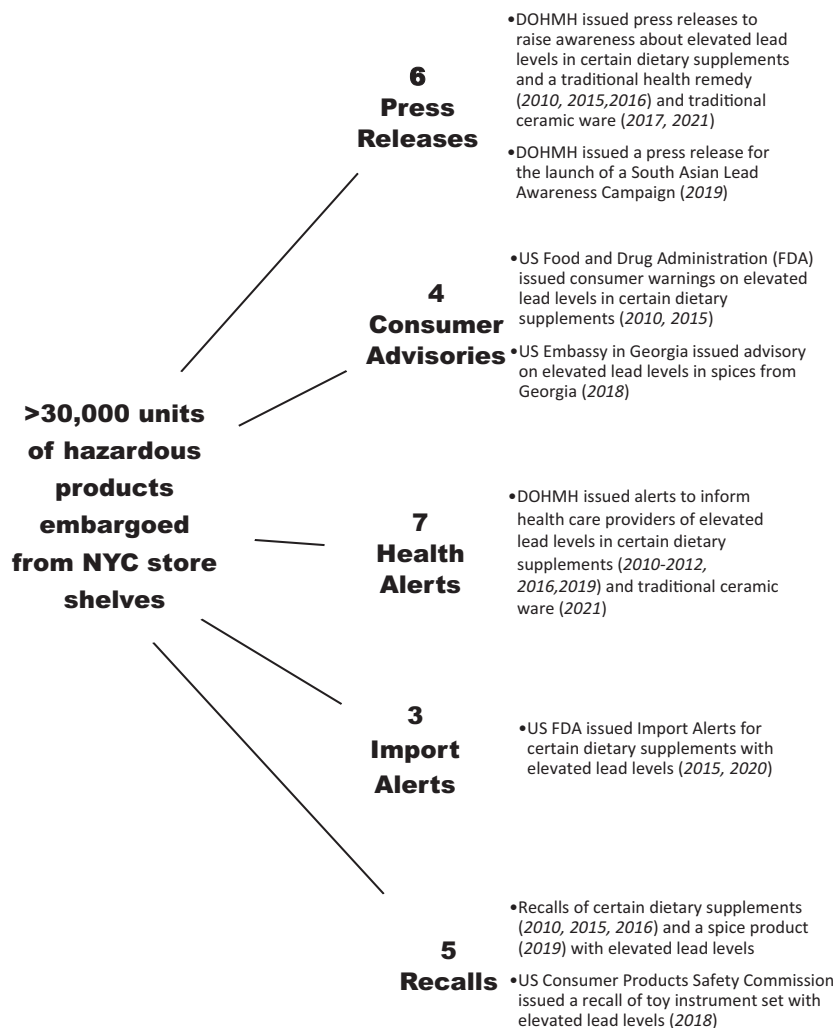 >30,000 units
of hazardous
products
embargoed
from NYC store
shelves
6
Press
Releases
•DOHMH issued press releases to
raise awareness about elevated lead
levels in certain dietary supplements
and a traditional health remedy
(2010, 2015,2016) and traditional
ceramic ware (2017, 2021)
•DOHMH issued a press release for
the launch of a South Asian Lead
Awareness Campaign (2019)
4
Consumer
Advisories
•US Food and Drug Administration (FDA)
issued consumer warnings on elevated
lead levels in certain dietary
supplements (2010, 2015)
•US Embassy in Georgia issued advisory
on elevated lead levels in spices from
Georgia (2018)
7
Health
Alerts
•DOHMH issued alerts to inform
health care providers of elevated
lead levels in certain dietary
supplements (2010-2012,
2016,2019) and traditional ceramic
ware (2021)
3
Import
Alerts
•US FDA issued Import Alerts for
certain dietary supplements with
elevated lead levels (2015, 2020)
5
Recalls
•Recalls of certain dietary supplements
(2010, 2015, 2016) and a spice product
(2019) with elevated lead levels
•US Consumer Products Safety Commission
issued a recall of toy instrument set with
elevated lead levels (2018)